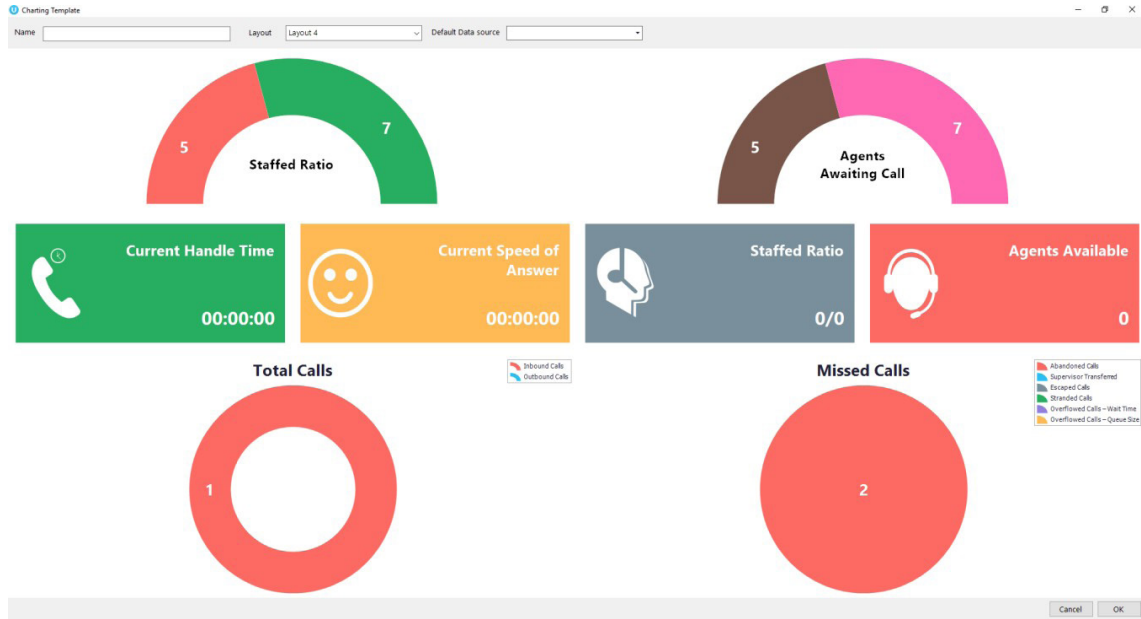 Charting Template
Name
Layout
Layout 4
Default Data source
5
7
Staffed Ratio
5
7
Agents
Awaiting Call
Current Handle Time
00:00:00
Current Speed of
Answer
00:00:00
Staffed Ratio
0/0
Agents Available
0
Total Calls
Inbound Calls
Outbound Calls
1
Missed Calls
Abandoned Calls
Supervisor Transferred
Escaped Calls
Stranded Calls
Overflowed Calls – Wait Time
Overflowed Calls – Queue Size
2
Cancel
OK